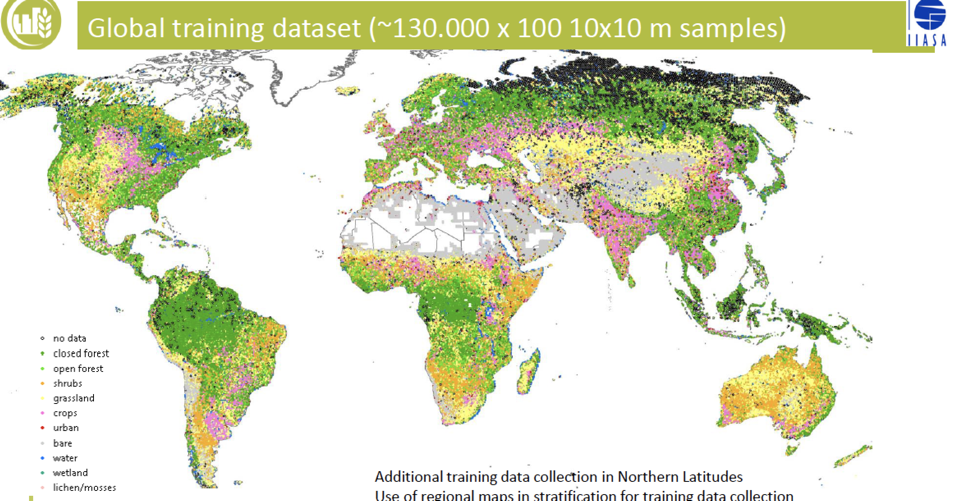 Global training dataset (~130.000 x 100 10x10 m samples)
IIASA
no data
closed forest
open forest
shrubs
grassland
crops
urban
bare
water
wetland
lichen/mosses
Additional training data collection in Northern Latitudes
Use of regional maps in stratification for training data collection